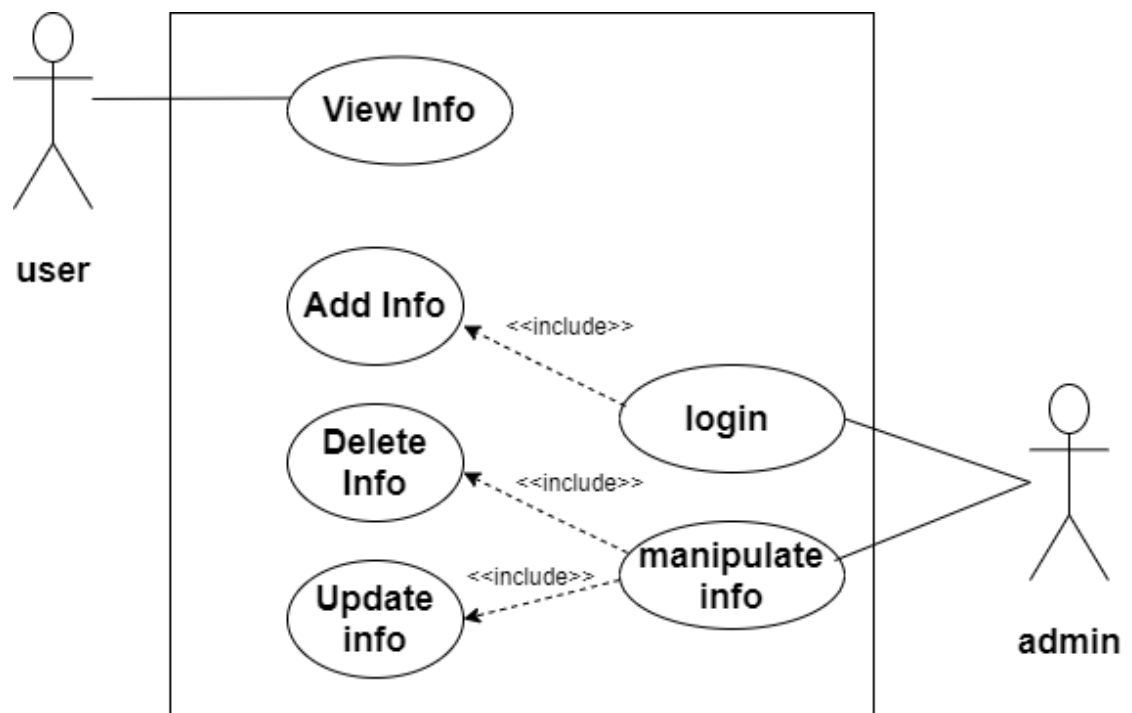 View Info
user
Add Info
<<include>>
login
Delete
Info
<<include>>
manipulate
info
<<include>>
Update
info
admin